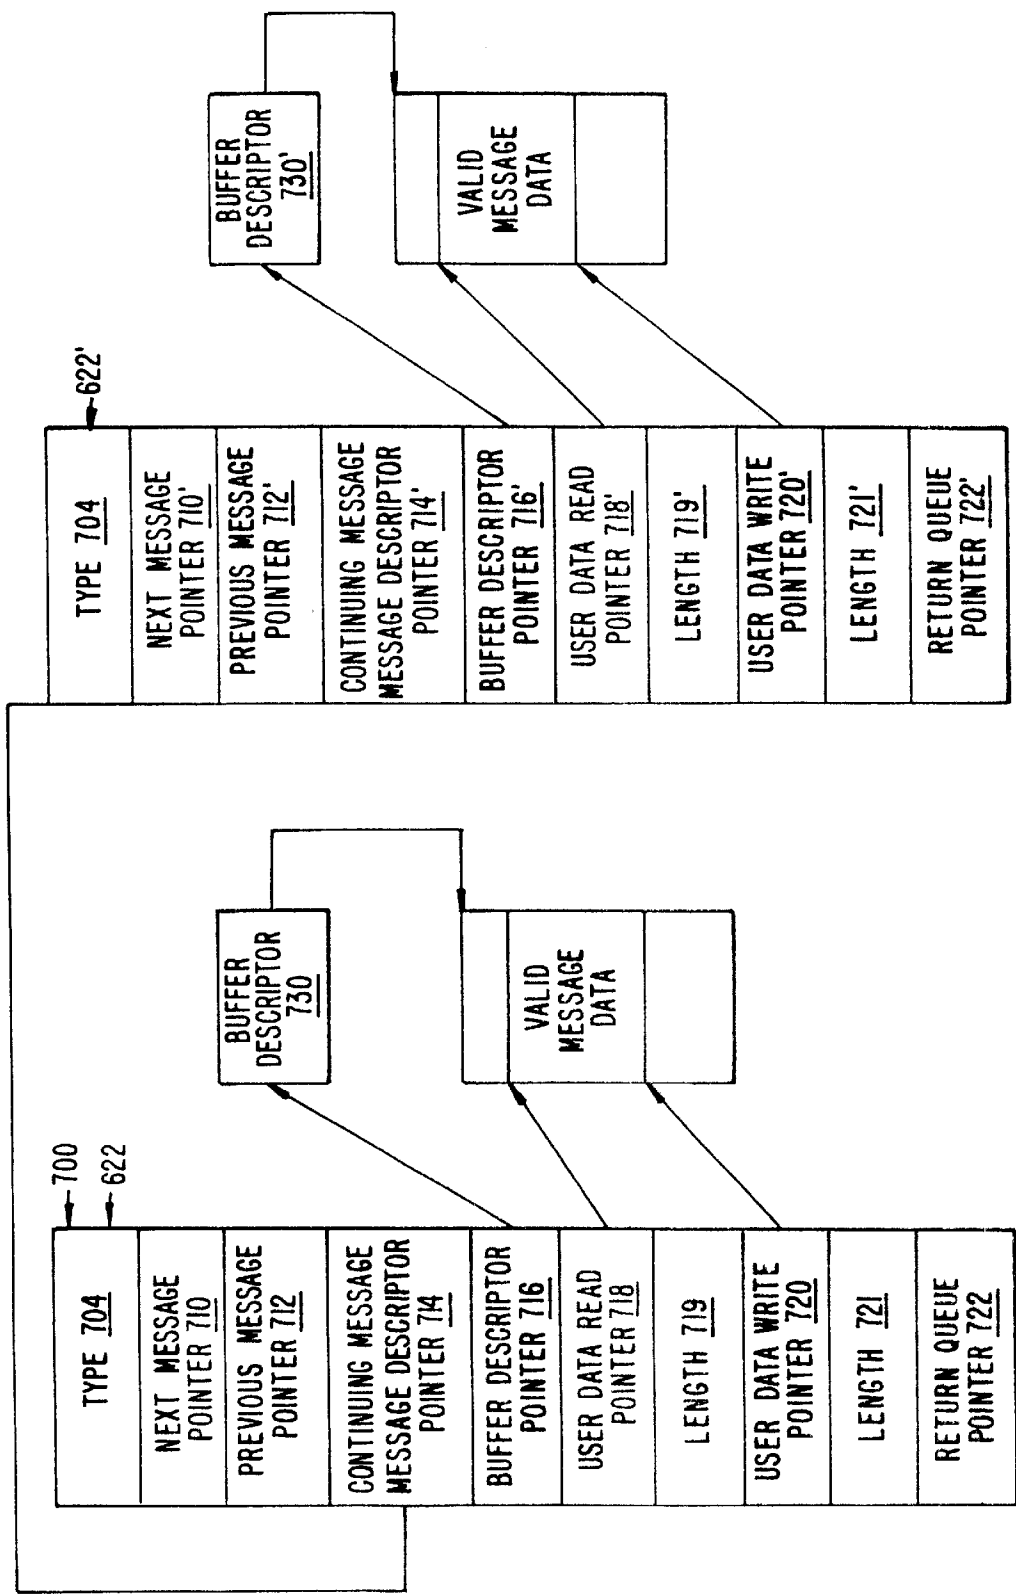 700
622
TYPE 704
NEXT MESSAGE
POINTER 710
PREVIOUS MESSAGE
POINTER 712
CONTINUING MESSAGE
MESSAGE DESCRIPTOR
POINTER 714
BUFFER DESCRIPTOR
POINTER 716
USER DATA READ
POINTER 718
LENGTH 719
USER DATA WRITE
POINTER 720
LENGTH 721
RETURN QUEUE
POINTER 722
BUFFER
DESCRIPTOR
730
VALID
MESSAGE
DATA
622'
TYPE 704
NEXT MESSAGE
POINTER 710'
PREVIOUS MESSAGE
POINTER 712'
CONTINUING MESSAGE
MESSAGE DESCRIPTOR
POINTER 714'
BUFFER DESCRIPTOR
POINTER 716'
USER DATA READ
POINTER 718'
LENGTH 719'
USER DATA WRITE
POINTER 720'
LENGTH 721'
RETURN QUEUE
POINTER 722'
BUFFER
DESCRIPTOR
730'
VALID
MESSAGE
DATA